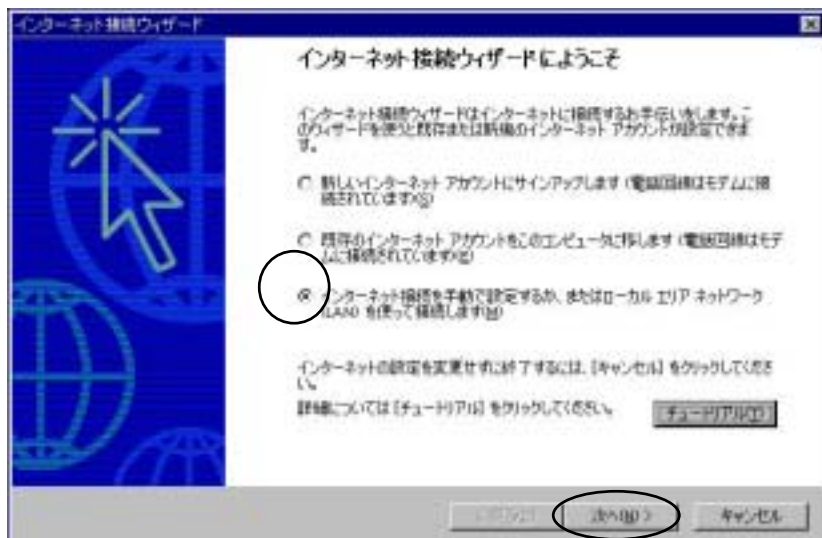 インターネット接続ウィザード
インターネット接続ウィザードにようこそ
インターネット接続ウィザードはインターネットに接続するお手伝いをします。こ
のウィザードを使うと既存または新規のインターネット アカウントが設定できま
す。
新しいインターネット アカウントにサインアップします (電話回線はモデムに接
続されています)(S)
既存のインターネット アカウントをこのコンピュータに移します (電話回線はモデ
ムに接続されています)(E)
インターネット接続を手動で設定するか、またはローカル エリア ネットワーク
(LAN) を使って接続します(M)
インターネットの設定を変更せずに終了するには、[キャンセル] をクリックしてくださ
い。
詳細については [チュートリアル] をクリックしてください。
チュートリアル(T)
次へ(N) >
キャンセル